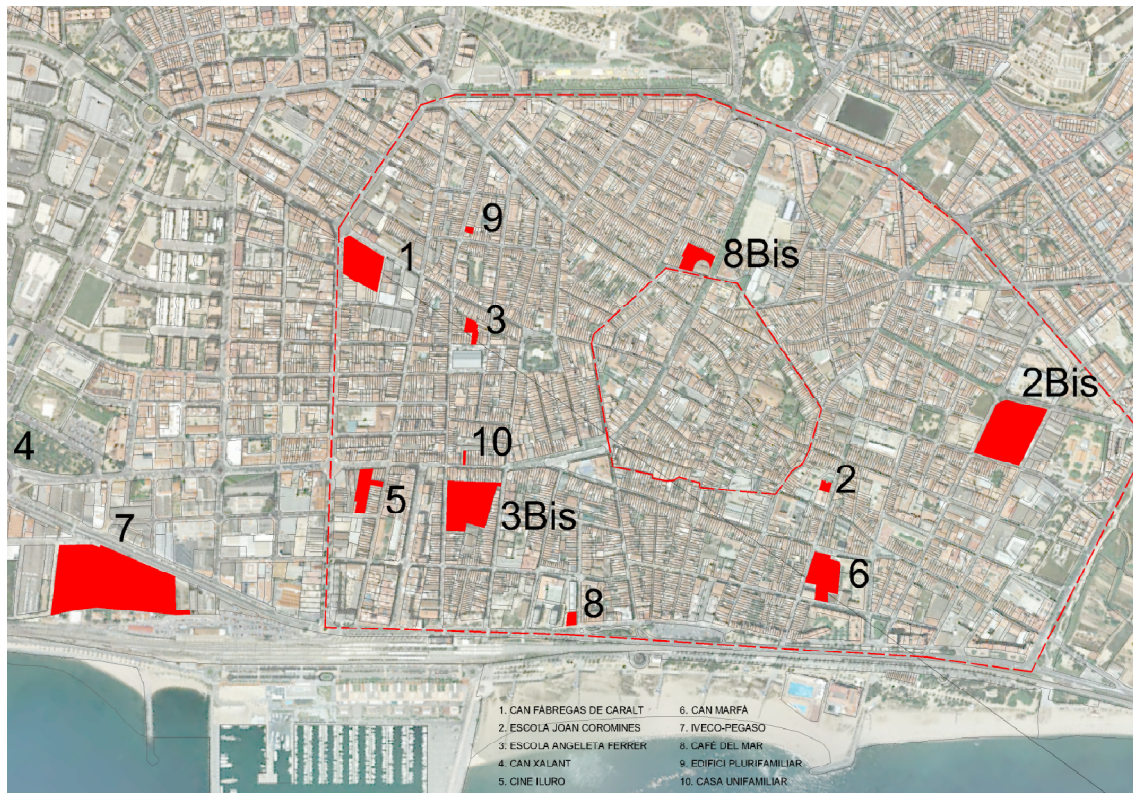 9
1
8Bis
3
2Bis
4
10
2
5
3Bis
7
6
8
1. CAN FÀBREGAS DE CARALT
2. ESCOLA JOAN COROMINES
3. ESCOLA ANGELETA FERRER
4. CAN XALANT
5. CINE ILURO
6. CAN MARFÀ
7. IVECO-PEGASO
8. CAFÉ DEL MAR
9. EDIFICI PLURIFAMILIAR
10. CASA UNIFAMILIAR